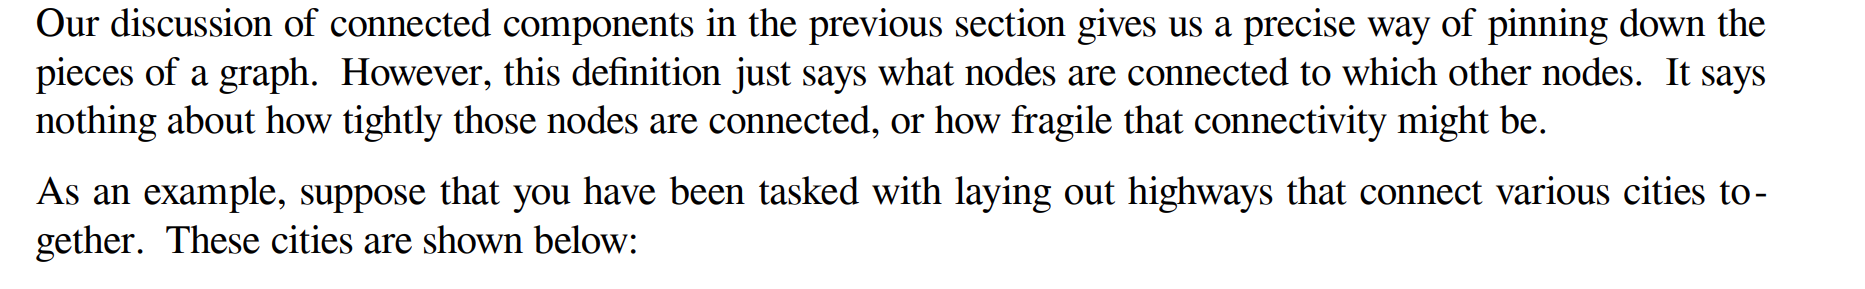 Our discussion of connected components in the previous section gives us a precise way of pinning down the
pieces of a graph. However, this definition just says what nodes are connected to which other nodes. It says
nothing about how tightly those nodes are connected, or how fragile that connectivity might be.
As an example, suppose that you have been tasked with laying out highways that connect various cities to-
gether. These cities are shown below: